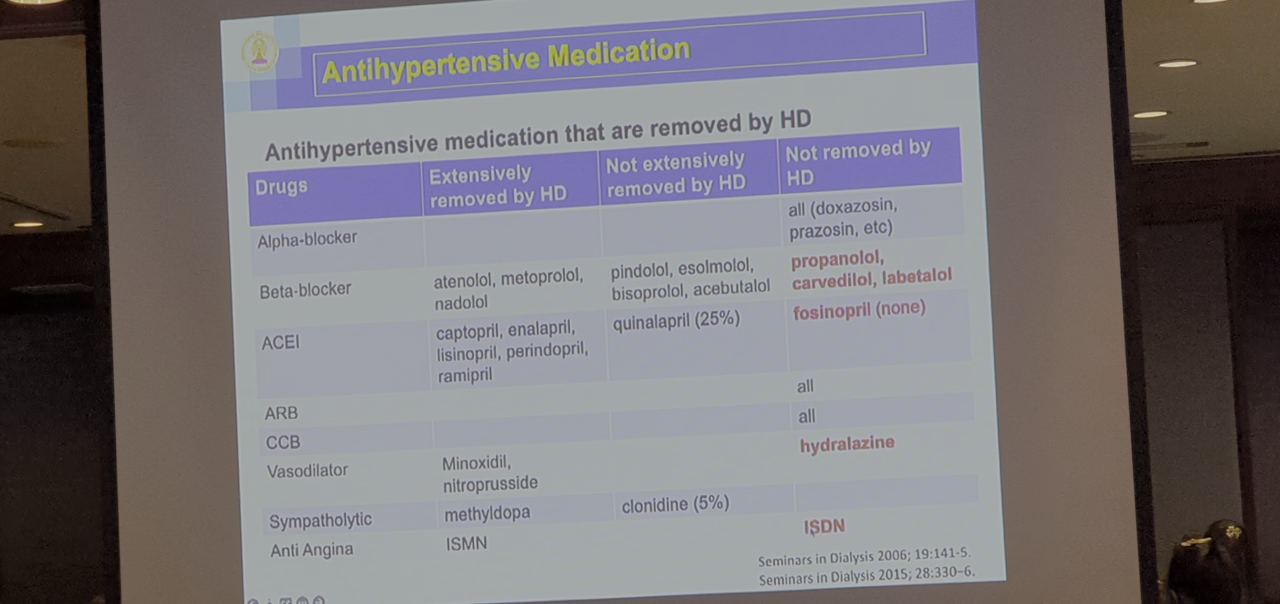 Antihypertensive Medication
Antihypertensive medication that are removed by HD
Drugs
Extensively
removed by HD
Not extensively
removed by HD
Not removed by
HD
Alpha-blocker
all (doxazosin,
prazosin, etc)
Beta-blocker
atenolol, metoprolol,
nadolol
pindolol, esolmolol,
bisoprolol, acebutalol
propanolol,
carvedilol, labetalol
ACEI
captopril, enalapril,
lisinopril, perindopril,
ramipril
quinalapril (25%)
fosinopril (none)
ARB
all
CCB
all
Vasodilator
Minoxidil,
nitroprusside
hydralazine
Sympatholytic
methyldopa
clonidine (5%)
Anti Angina
ISMN
ISDN
Seminars in Dialysis 2006; 19:141-5.
Seminars in Dialysis 2015; 28:330–6.